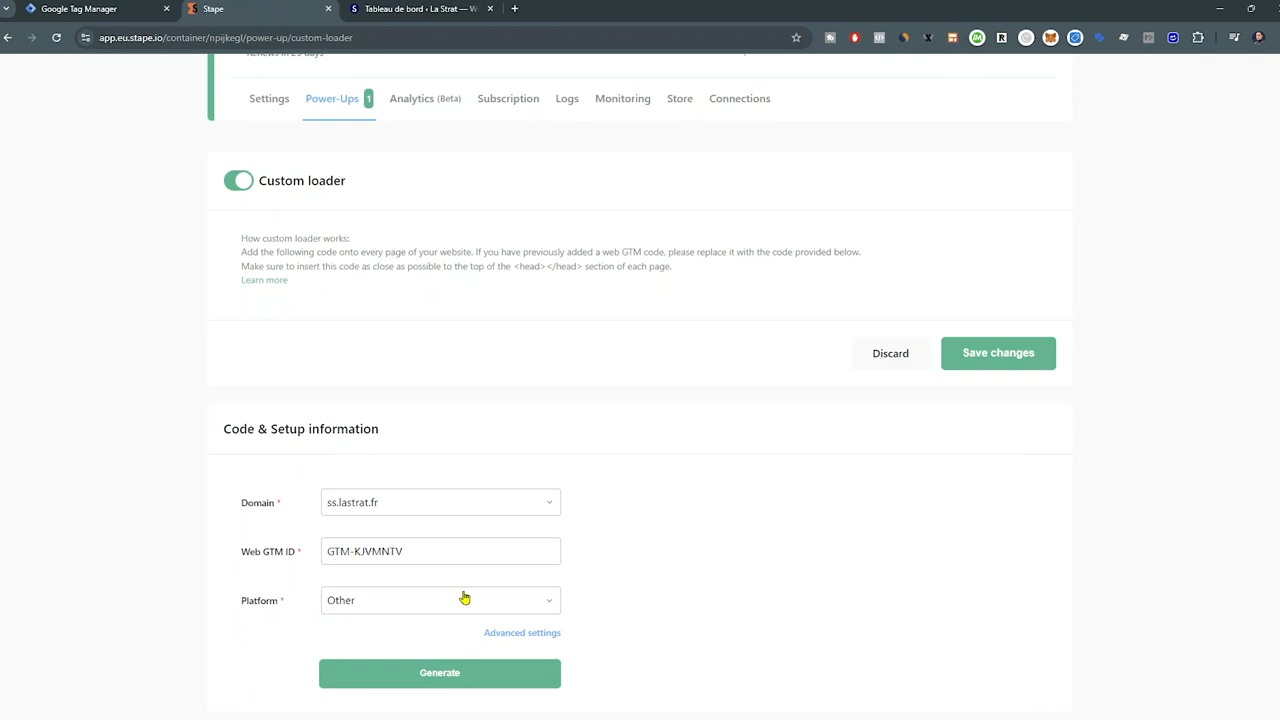 Google Tag Manager
Stape
Tableau de bord ‹ La Strat — W
app.eu.stape.io/container/npijkegl/power-up/custom-loader
Renews in 29 days
Settings
Power-Ups 1
Analytics (Beta)
Subscription
Logs
Monitoring
Store
Connections
Custom loader
How custom loader works:
Add the following code onto every page of your website. If you have previously added a web GTM code, please replace it with the code provided below.
Make sure to insert this code as close as possible to the top of the <head></head> section of each page.
Learn more
Discard
Save changes
Code & Setup information
Domain *
ss.lastrat.fr
Web GTM ID *
GTM-KJVMNTV
Platform *
Other
Advanced settings
Generate